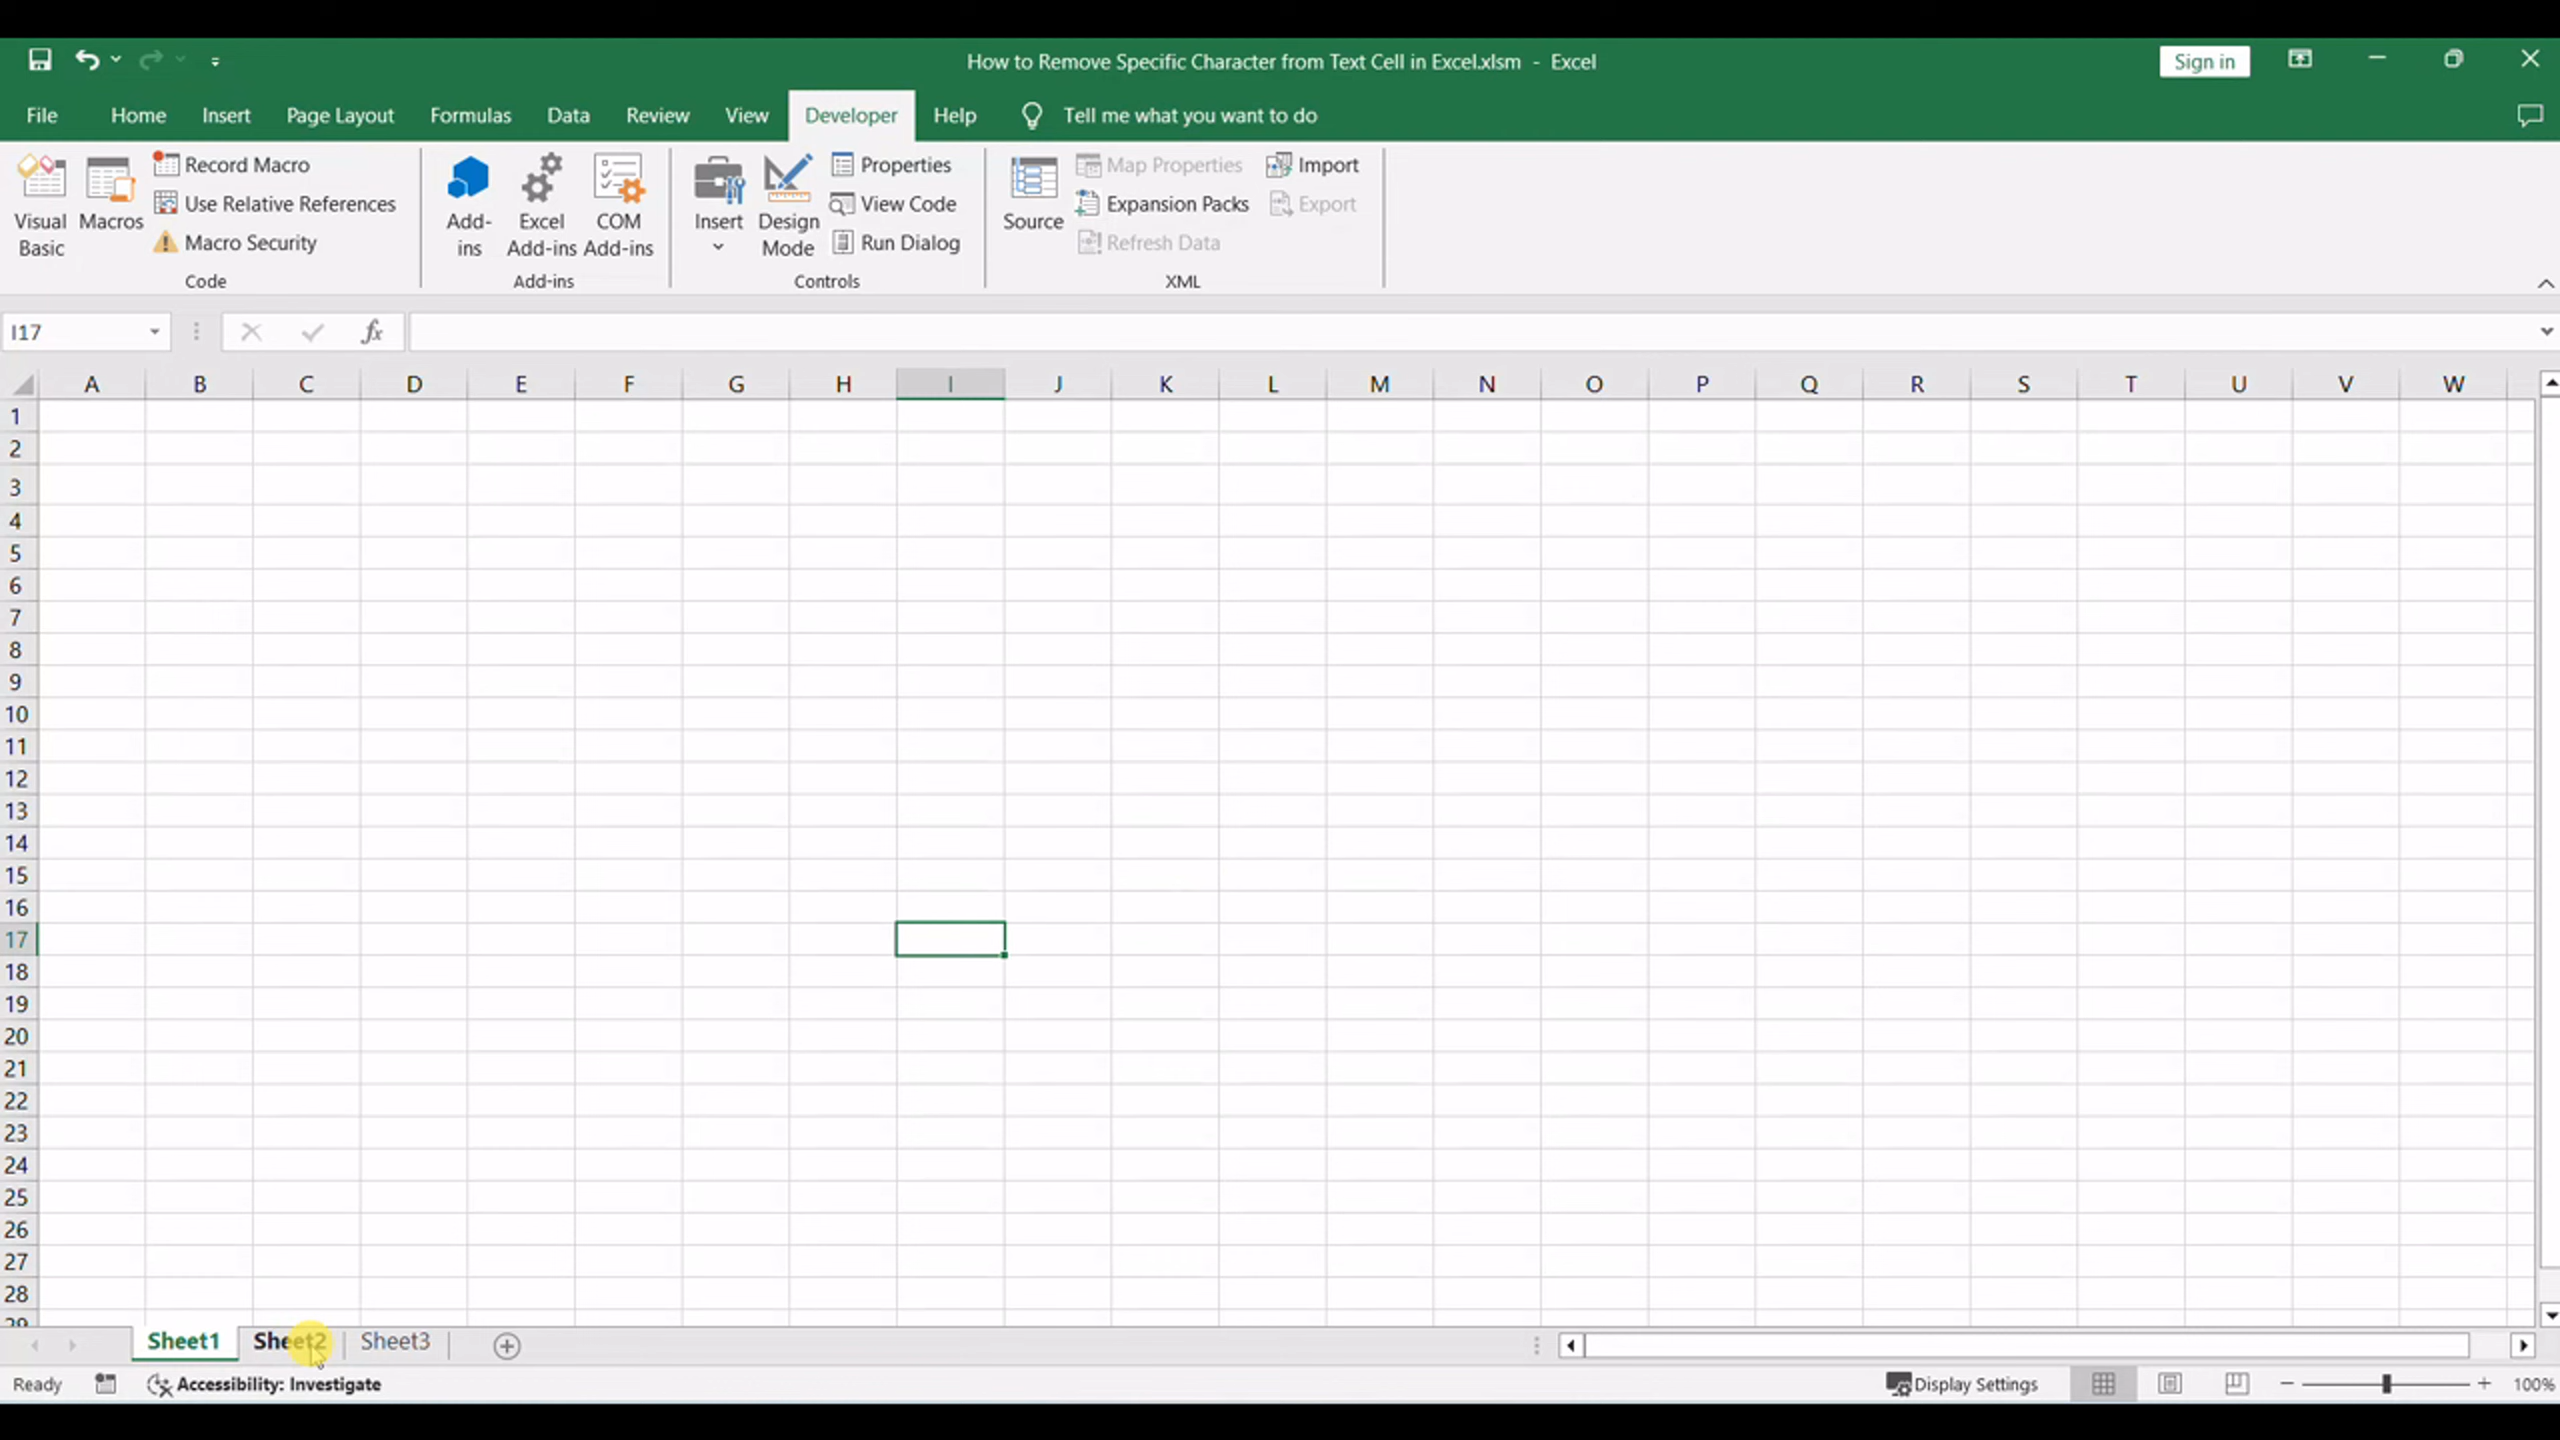 How to Remove Specific Character from Text Cell in Excel.xlsm - Excel
Sign in
File Home Insert Page Layout Formulas Data Review View Developer Help Tell me what you want to do
Visual Basic
Macros
Record Macro
Use Relative References
Macro Security
Code
Add-ins
Excel Add-ins
COM Add-ins
Add-ins
Insert
Design Mode
Properties
View Code
Run Dialog
Controls
Source
Map Properties
Expansion Packs
Refresh Data
Import
Export
XML
I17
fx
A B C D E F G H I J K L M N O P Q R S T U V W
1
2
3
4
5
6
7
8
9
10
11
12
13
14
15
16
17
18
19
20
21
22
23
24
25
26
27
28
29
Sheet1 Sheet2 Sheet3
Ready Accessibility: Investigate Display Settings 100%